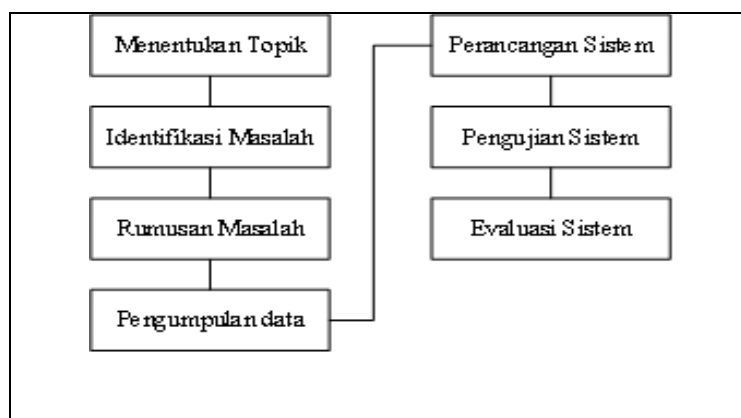 Menentukan Topik
Identifikasi Masalah
Rumusan Masalah
Pengumpulan data
Perancangan Sistem
Pengujian Sistem
Evaluasi Sistem